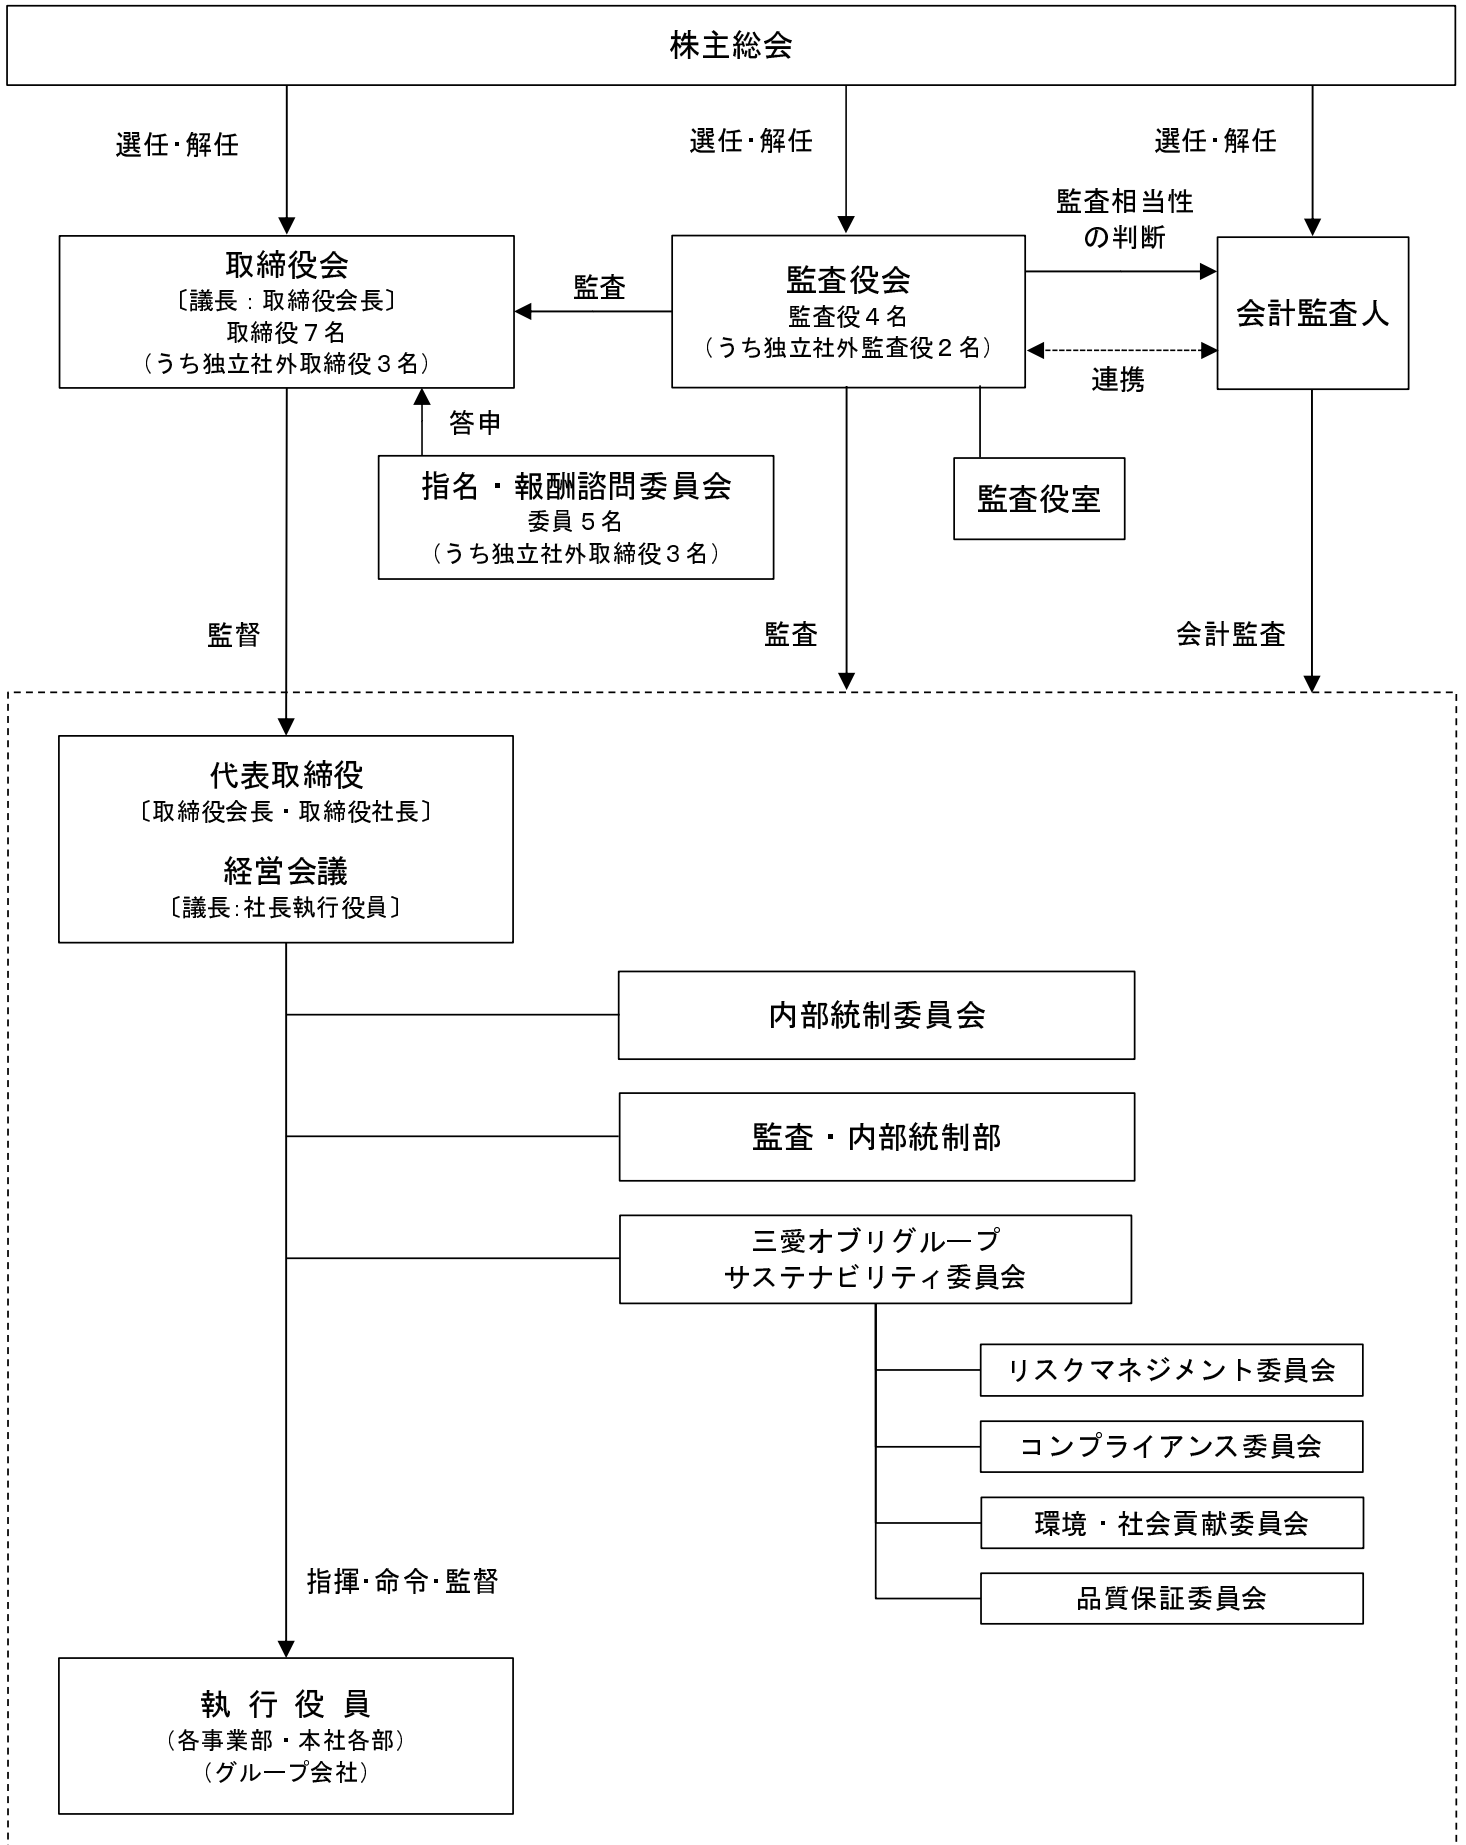 株主総会
選任・解任
選任・解任
選任・解任
監査相当性
の判断
取締役会
〔議長：取締役会長〕
取締役７名
（うち独立社外取締役３名）
監査
監査役会
監査役４名
（うち独立社外監査役２名）
会計監査人
連携
答申
指名・報酬諮問委員会
委員５名
（うち独立社外取締役３名）
監査役室
監督
監査
会計監査
代表取締役
〔取締役会長・取締役社長〕
経営会議
〔議長：社長執行役員〕
内部統制委員会
監査・内部統制部
三愛オブリグループ
サステナビリティ委員会
リスクマネジメント委員会
コンプライアンス委員会
環境・社会貢献委員会
品質保証委員会
指揮・命令・監督
執行役員
（各事業部・本社各部）
（グループ会社）